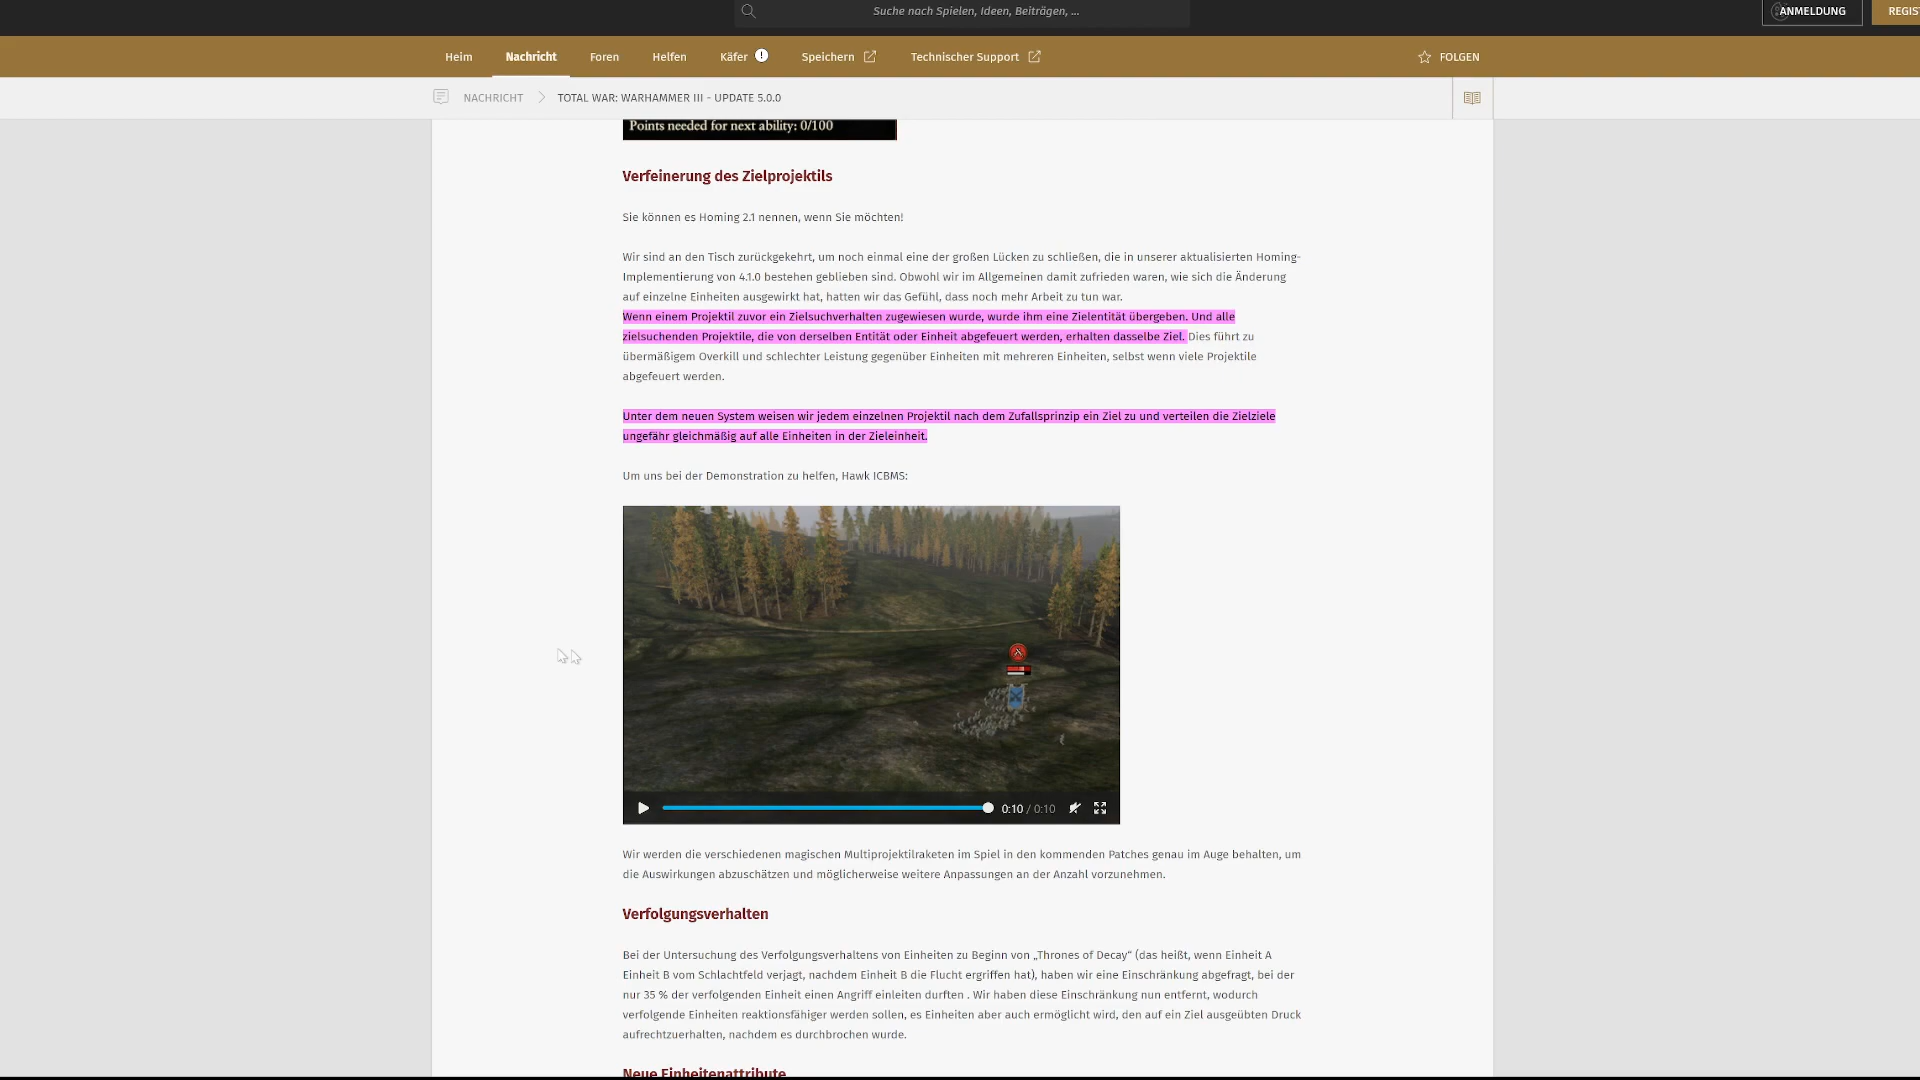 Suche nach Spielen, Ideen, Beiträgen, ...
ANMELDUNG
REGIS
Heim
Nachricht
Foren
Helfen
Käfer
Speichern
Technischer Support
FOLGEN
NACHRICHT
TOTAL WAR: WARHAMMER III - UPDATE 5.0.0
Points needed for next ability: 0/100
Verfeinerung des Zielprojektils
Sie können es Homing 2.1 nennen, wenn Sie möchten!
Wir sind an den Tisch zurückgekehrt, um noch einmal eine der großen Lücken zu schließen, die in unserer aktualisierten Homing-
Implementierung von 4.1.0 bestehen geblieben sind. Obwohl wir im Allgemeinen damit zufrieden waren, wie sich die Änderung
auf einzelne Einheiten ausgewirkt hat, hatten wir das Gefühl, dass noch mehr Arbeit zu tun war.
Wenn einem Projektil zuvor ein Zielsuchverhalten zugewiesen wurde, wurde ihm eine Zielentität übergeben. Und alle
zielsuchenden Projektile, die von derselben Entität oder Einheit abgefeuert werden, erhalten dasselbe Ziel. Dies führt zu
übermäßigem Overkill und schlechter Leistung gegenüber Einheiten mit mehreren Einheiten, selbst wenn viele Projektile
abgefeuert werden.
Unter dem neuen System weisen wir jedem einzelnen Projektil nach dem Zufallsprinzip ein Ziel zu und verteilen die Zielziele
ungefähr gleichmäßig auf alle Einheiten in der Zieleinheit.
Um uns bei der Demonstration zu helfen, Hawk ICBMS:
0:10 / 0:10
Wir werden die verschiedenen magischen Multiprojektilraketen im Spiel in den kommenden Patches genau im Auge behalten, um
die Auswirkungen abzuschätzen und möglicherweise weitere Anpassungen an der Anzahl vorzunehmen.
Verfolgungsverhalten
Bei der Untersuchung des Verfolgungsverhaltens von Einheiten zu Beginn von „Thrones of Decay“ (das heißt, wenn Einheit A
Einheit B vom Schlachtfeld verjagt, nachdem Einheit B die Flucht ergriffen hat), haben wir eine Einschränkung abgefragt, bei der
nur 35 % der verfolgenden Einheit einen Angriff einleiten durften . Wir haben diese Einschränkung nun entfernt, wodurch
verfolgende Einheiten reaktionsfähiger werden sollen, es Einheiten aber auch ermöglicht wird, den auf ein Ziel ausgeübten Druck
aufrechtzuerhalten, nachdem es durchbrochen wurde.
Neue Einheitenattribute